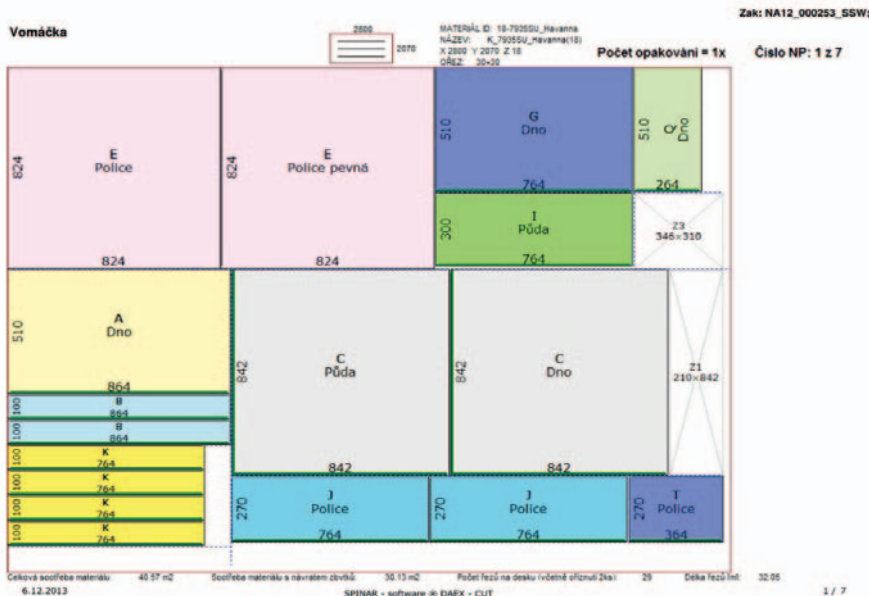 Zak: NA12_000253_SSW;
Vomáčka
2800
2070
MATERIÁL ID: 18-7935SU_Havanna
NÁZEV: K_7935SU_Havanna(18)
X 2800 Y 2070 Z 18
OŘEZ: 30+30
Počet opakování = 1x
Číslo NP: 1 z 7
824
E
Police
824
824
E
Police pevná
824
510
G
Dno
764
510
Q'
Dno
264
300
I
Půda
764
Z3
346×310
510
A
Dno
864
842
C
Půda
842
842
C
Dno
842
Z1
210×842
100
B
864
100
B
864
100
K
764
100
K
764
100
K
764
100
K
764
270
J
Police
764
270
J
Police
764
270
T
Police
364
Celková spotřeba materiálu 40.57 m2 Spotřeba materiálu s návratem zbytků: 30.13 m2 Počet řezů na desku (včetně oříznutí 2ks): 29 Délka řezů [m]: 32.05
6.12.2013
SPINAR - software ® DAEX - CUT
1 / 7